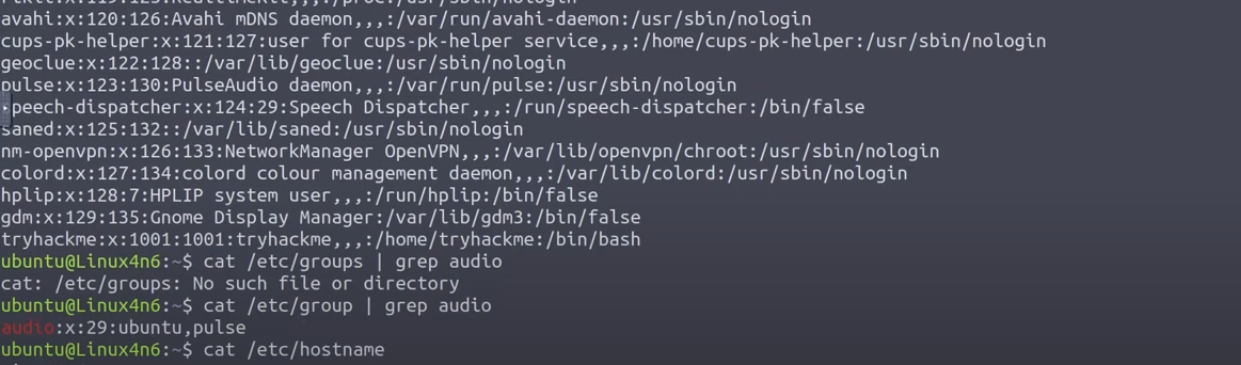 avahi:x:120:126:Avahi mDNS daemon,,,:/var/run/avahi-daemon:/usr/sbin/nologin
cups-pk-helper:x:121:127:user for cups-pk-helper service,,,:/home/cups-pk-helper:/usr/sbin/nologin
geoclue:x:122:128::/var/lib/geoclue:/usr/sbin/nologin
pulse:x:123:130:PulseAudio daemon,,,:/var/run/pulse:/usr/sbin/nologin
speech-dispatcher:x:124:29:Speech Dispatcher,,,:/run/speech-dispatcher:/bin/false
saned:x:125:132::/var/lib/saned:/usr/sbin/nologin
nm-openvpn:x:126:133:NetworkManager OpenVPN,,,:/var/lib/openvpn/chroot:/usr/sbin/nologin
colord:x:127:134:colord colour management daemon,,,:/var/lib/colord:/usr/sbin/nologin
hplip:x:128:7:HPLIP system user,,,:/run/hplip:/bin/false
gdm:x:129:135:Gnome Display Manager:/var/lib/gdm3:/bin/false
tryhackme:x:1001:1001:tryhackme,,,:/home/tryhackme:/bin/bash
ubuntu@Linux4n6:~$ cat /etc/groups | grep audio
cat: /etc/groups: No such file or directory
ubuntu@Linux4n6:~$ cat /etc/group | grep audio
audio:x:29:ubuntu,pulse
ubuntu@Linux4n6:~$ cat /etc/hostname